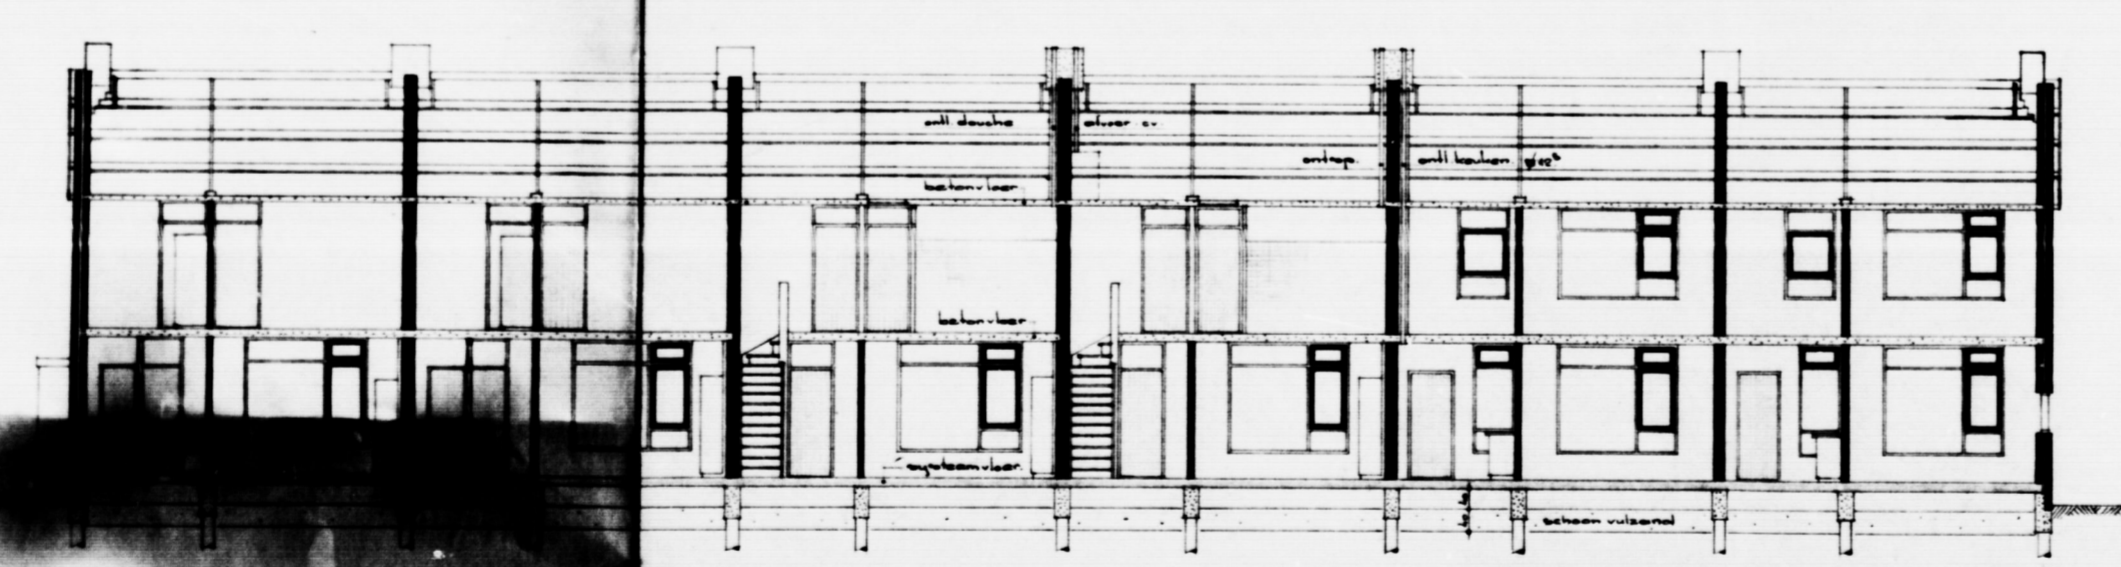 ontl. douche
afvoer c.v.
ontsp.
ontl. keuken
betonvloer
betonvloer
systeemvloer
schoon vulzand